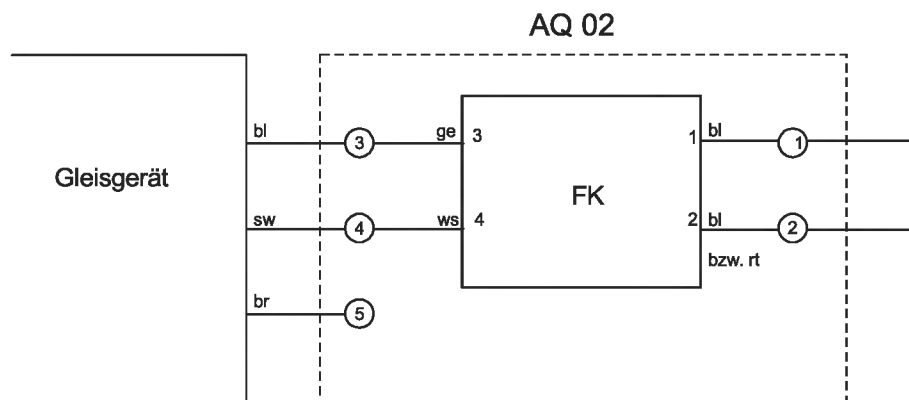 AQ 02
bl 3 ge 3 1 bl 1
Gleisgerät
FK
sw 4 ws 4 2 bl 2
bzw. rt
br 5